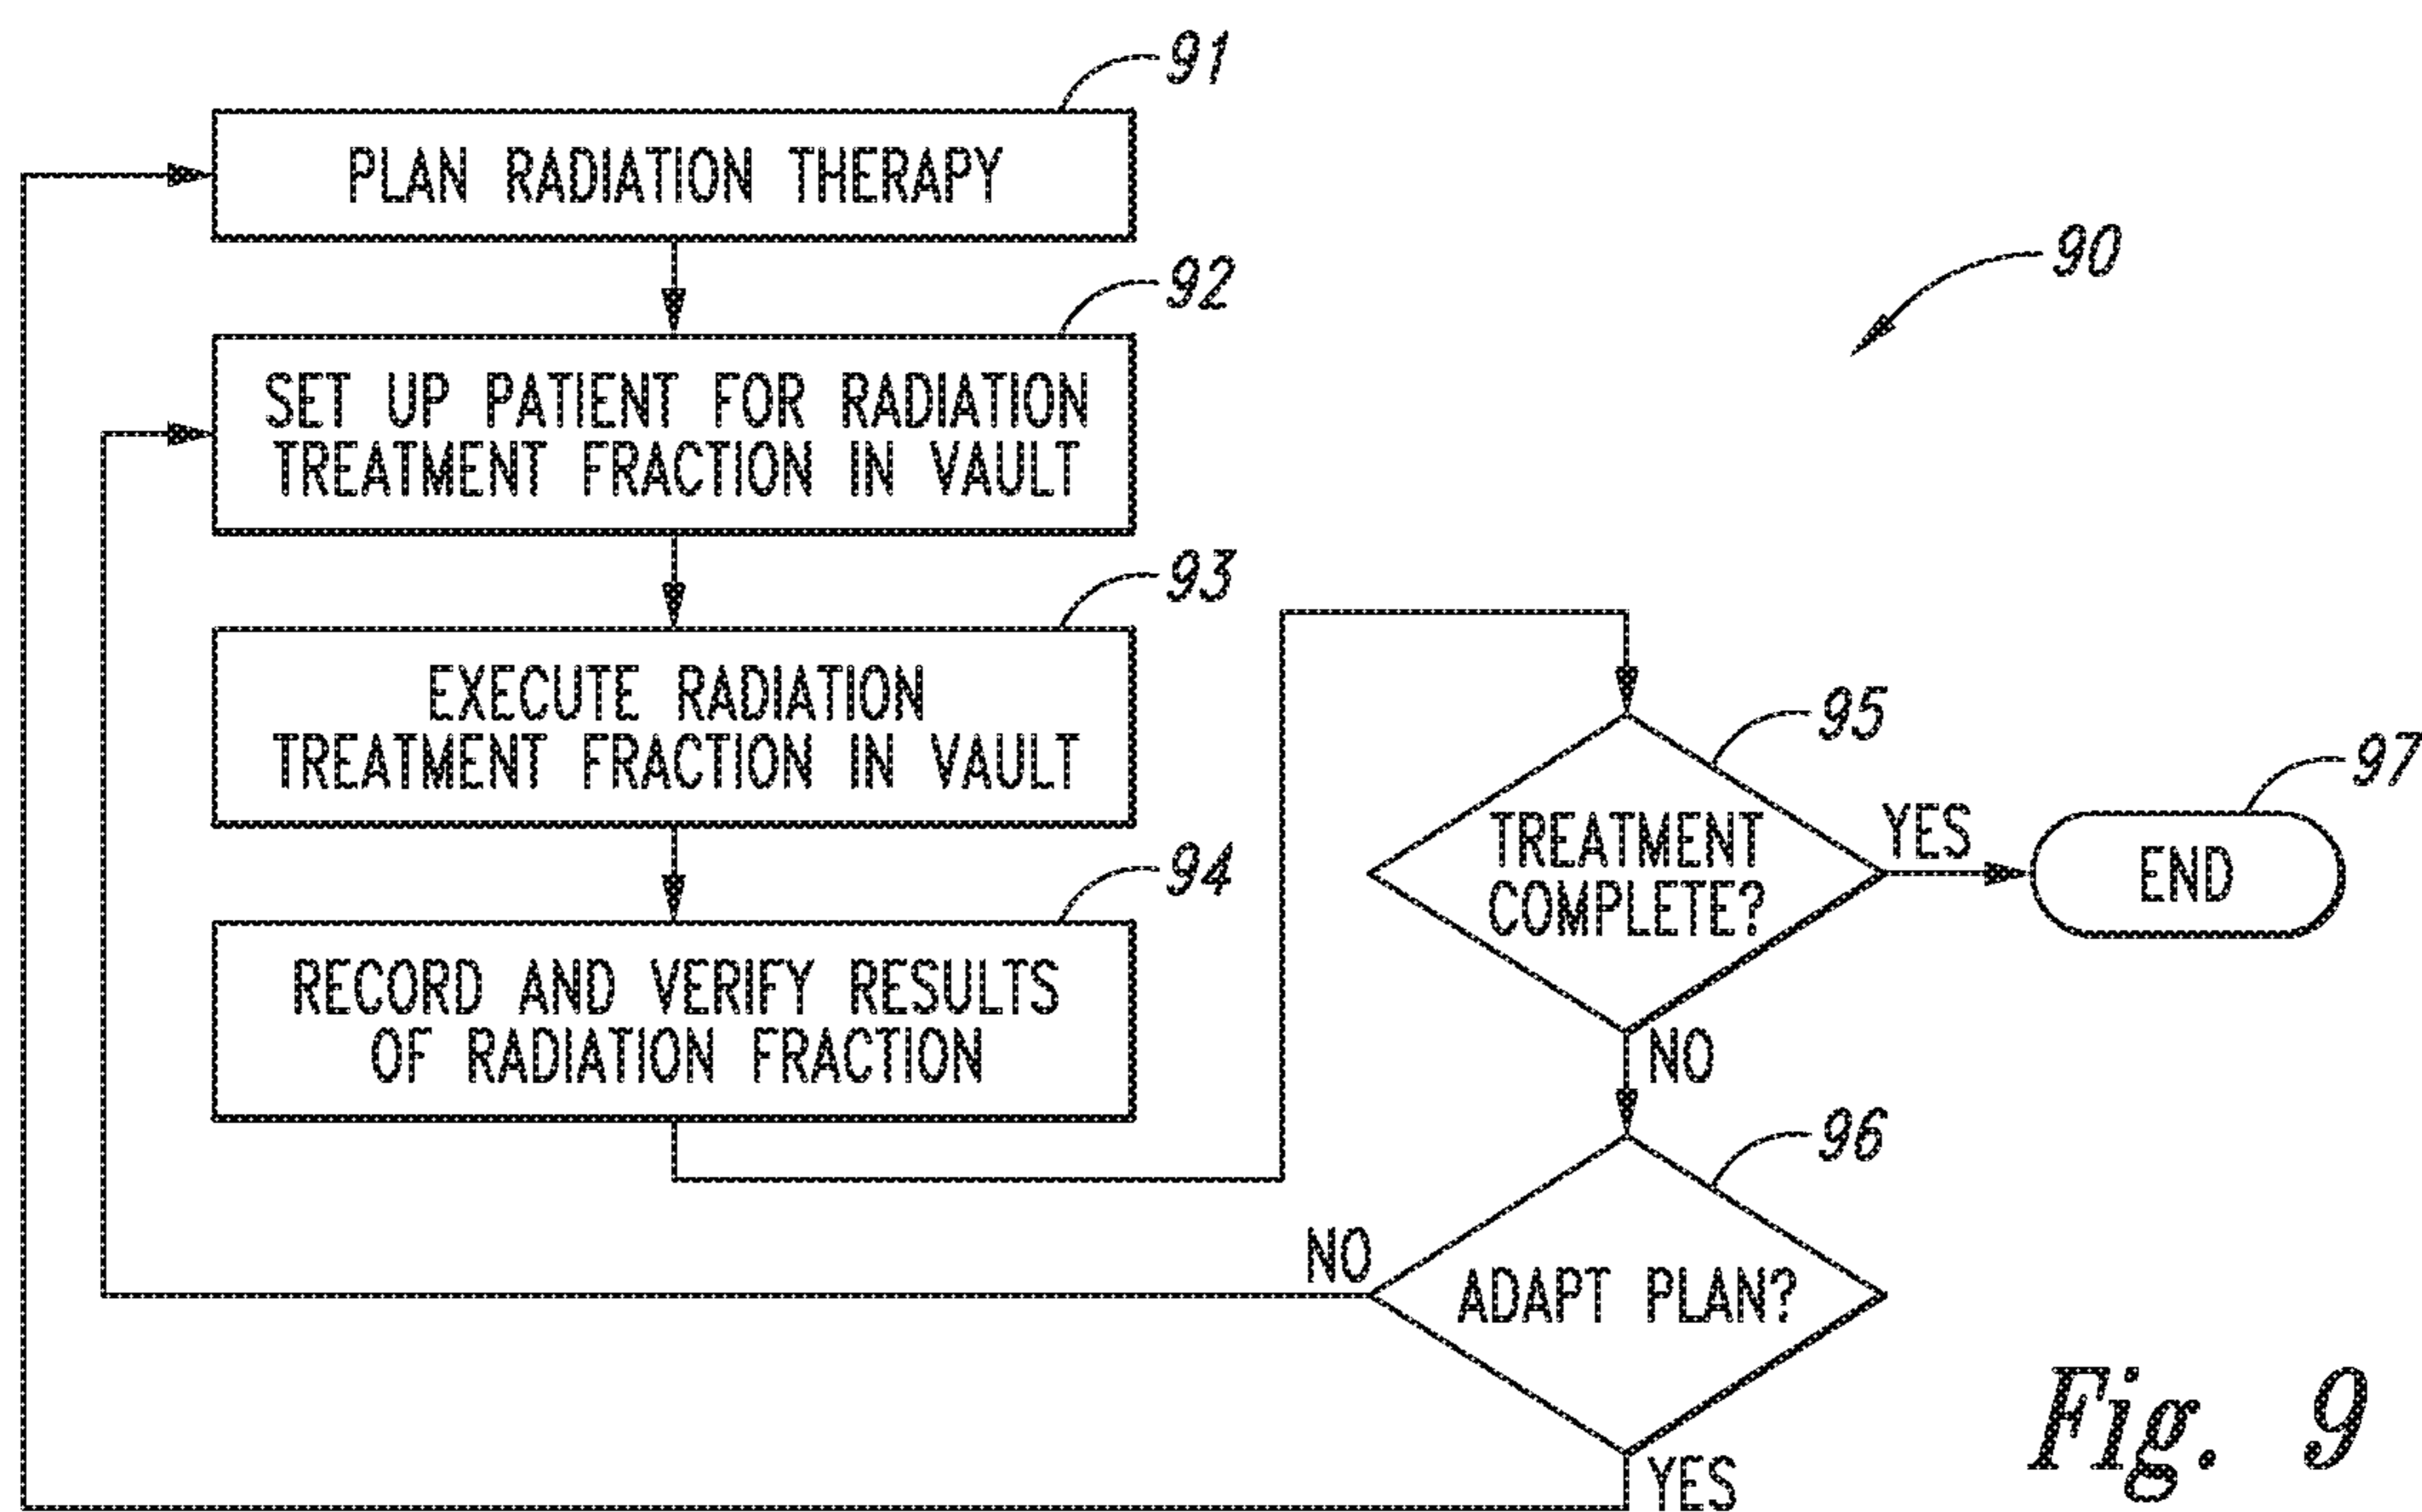 91
PLAN RADIATION THERAPY
90
92
SET UP PATIENT FOR RADIATION
TREATMENT FRACTION IN VAULT
93
EXECUTE RADIATION
TREATMENT FRACTION IN VAULT
94
RECORD AND VERIFY RESULTS
OF RADIATION FRACTION
95
TREATMENT
COMPLETE?
YES
97
END
NO
96
ADAPT PLAN?
NO
YES
Fig. 9